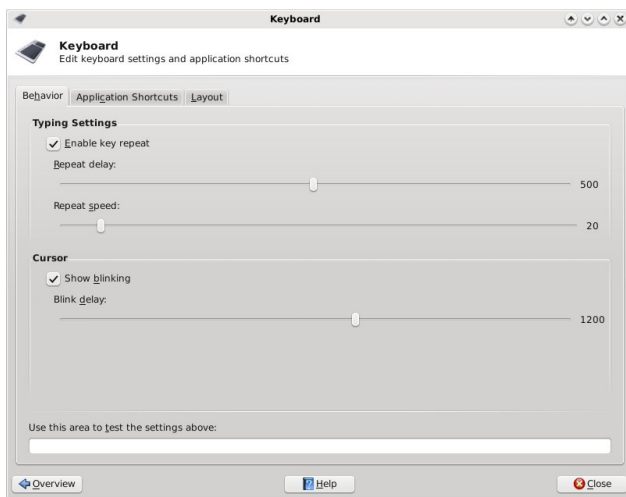 Keyboard
Keyboard
Edit keyboard settings and application shortcuts
Behavior Application Shortcuts Layout
Typing Settings
Enable key repeat
Repeat delay:
500
Repeat speed:
20
Cursor
Show blinking
Blink delay:
1200
Use this area to test the settings above:
Overview Help Close